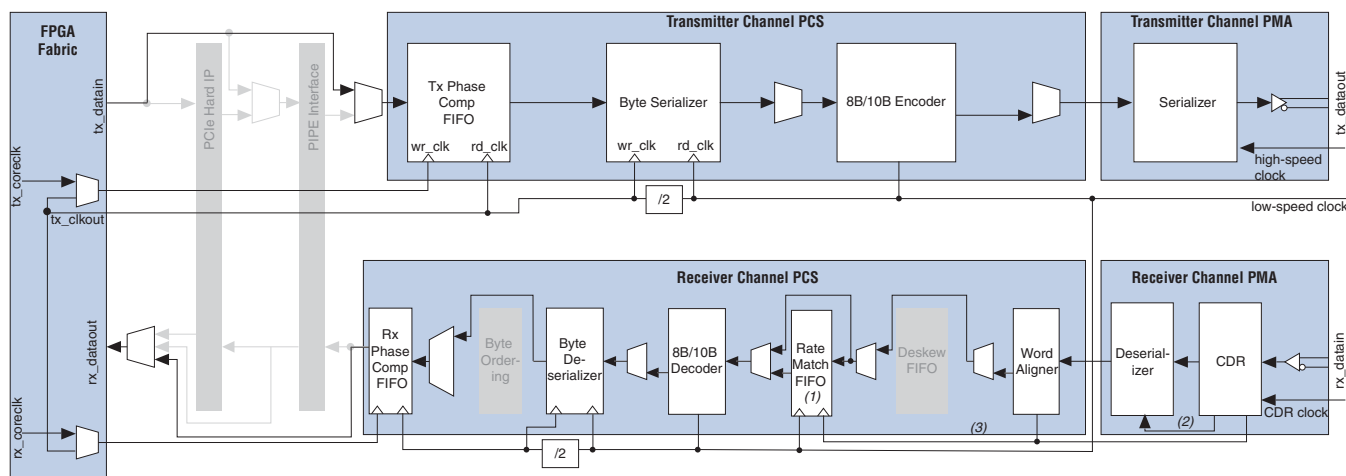 FPGA
Fabric
Transmitter Channel PCS
Transmitter Channel PMA
tx_datain
PCIe Hard IP
PIPE Interface
Tx Phase
Comp
FIFO
wr_clk
rd_clk
Byte Serializer
wr_clk
rd_clk
8B/10B Encoder
Serializer
tx_dataout
high-speed
clock
tx_coreclk
tx_clkout
/2
low-speed clock
Receiver Channel PCS
Receiver Channel PMA
rx_dataout
Rx
Phase
Comp
FIFO
Byte
Order-
ing
Byte
De-
serializer
8B/10B
Decoder
Rate
Match
FIFO
(1)
Deskew
FIFO
Word
Aligner
Deserial-
izer
CDR
rx_datain
CDR clock
rx_coreclk
(3)
(2)
/2